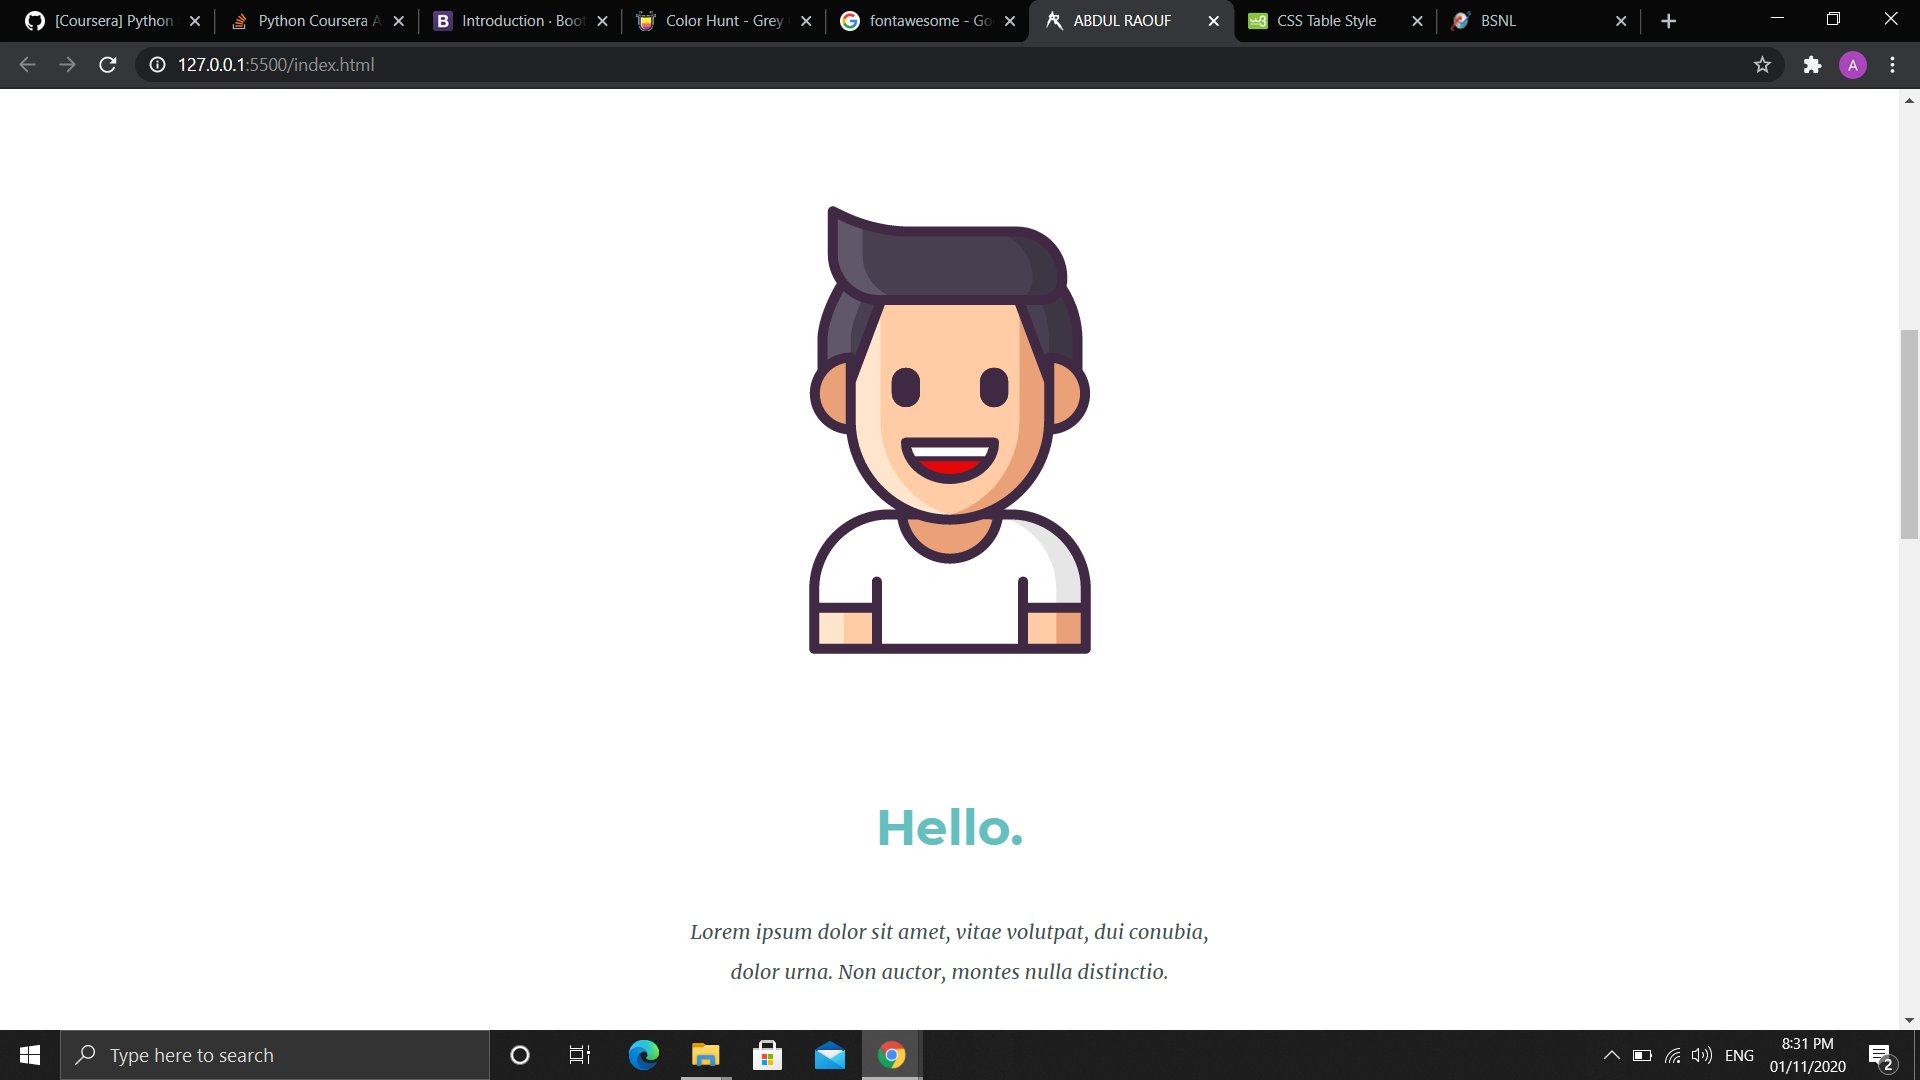 [Coursera] Python
Python Coursera A
Introduction · Boot
Color Hunt - Grey
fontawesome - Go
ABDUL RAOUF
CSS Table Style
BSNL
127.0.0.1:5500/index.html
A
Hello.
Lorem ipsum dolor sit amet, vitae volutpat, dui conubia,
dolor urna. Non auctor, montes nulla distinctio.
Type here to search
ENG
8:31 PM
01/11/2020
2